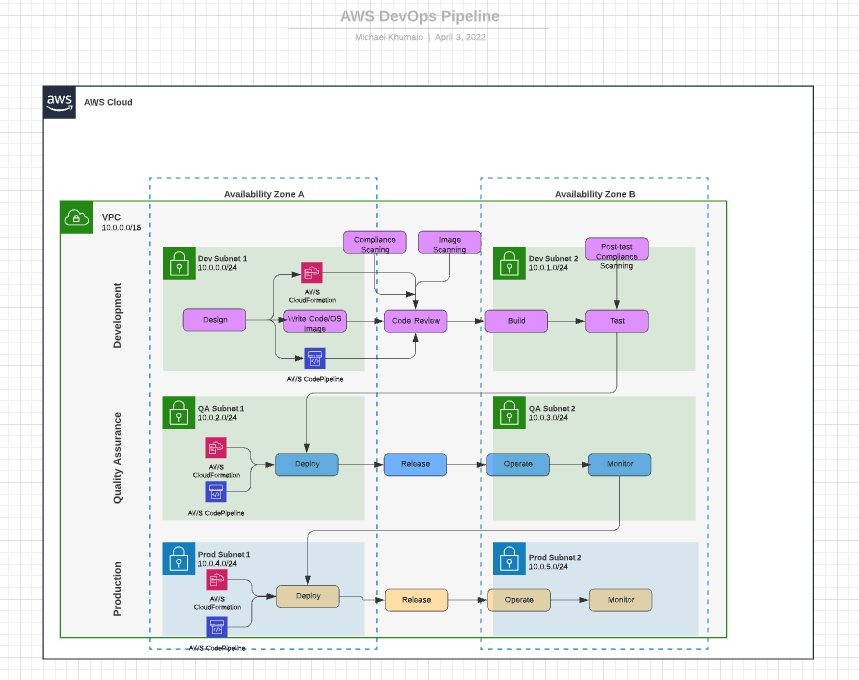 AWS DevOps Pipeline
Michael Khumalo | April 3, 2022
aws
AWS Cloud
Availability Zone A
Availability Zone B
VPC
10.0.0.0/16
Development
Dev Subnet 1
10.0.0.0/24
Compliance
Scanning
Image
Scanning
Dev Subnet 2
10.0.1.0/24
Post-test
Compliance
Scanning
AWS
CloudFormation
Design
Write Code/OS
Image
Code Review
Build
Test
AWS CodePipeline
Quality Assurance
QA Subnet 1
10.0.2.0/24
QA Subnet 2
10.0.3.0/24
AWS
CloudFormation
Deploy
Release
Operate
Monitor
AWS CodePipeline
Production
Prod Subnet 1
10.0.4.0/24
Prod Subnet 2
10.0.5.0/24
AWS
CloudFormation
Deploy
Release
Operate
Monitor
AWS CodePipeline